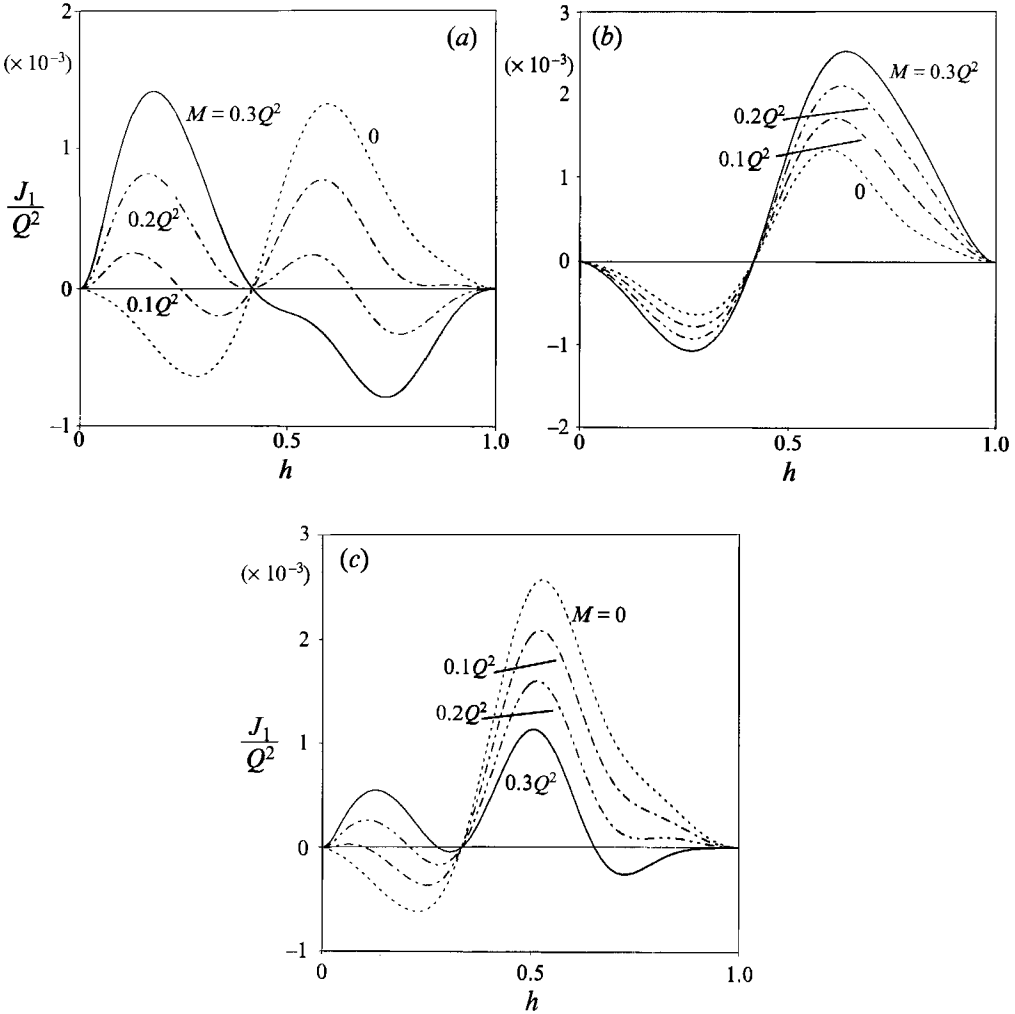 2
(a)
(× 10⁻³)
M = 0.3Q²
0
1
J₁
Q²
0.2Q²
0
0.1Q²
−1
0
0.5
1.0
h
3
(b)
(× 10⁻³)
M = 0.3Q²
2
0.2Q²
0.1Q²
1
0
0
−1
−2
0
0.5
1.0
h
3
(c)
(× 10⁻³)
M = 0
2
0.1Q²
0.2Q²
J₁
Q²
1
0.3Q²
0
−1
0
0.5
1.0
h